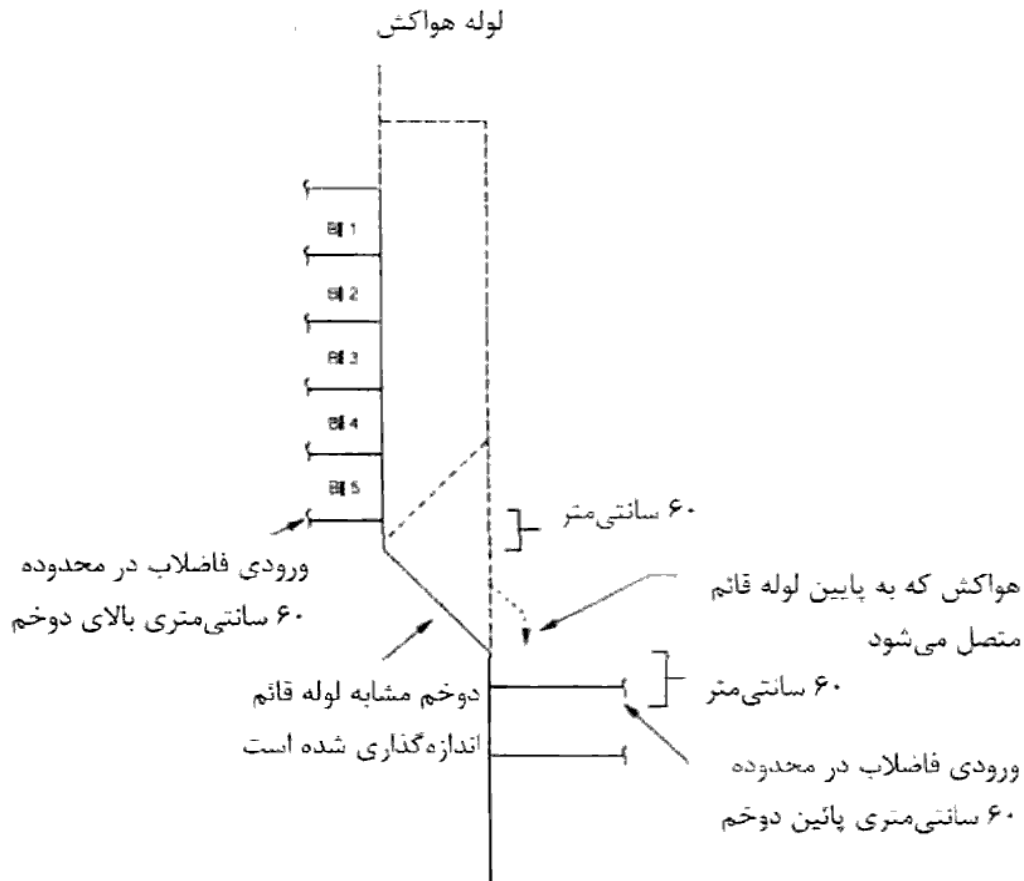 لوله هواکش
BI 1
BI 2
BI 3
BI 4
BI 5
۶۰ سانتی‌متر
ورودی فاضلاب در محدوده
۶۰ سانتی‌متری بالای دوخم
هواکش که به پایین لوله قائم
متصل می‌شود
۶۰ سانتی‌متر
دوخم مشابه لوله قائم
اندازه‌گذاری شده است
ورودی فاضلاب در محدوده
۶۰ سانتی‌متری پائین دوخم